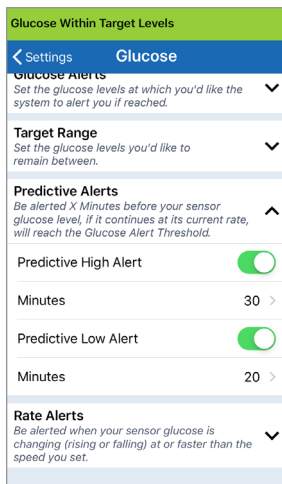 Glucose Within Target Levels
Settings
Glucose
Glucose Alerts
Set the glucose levels at which you'd like the
system to alert you if reached.
Target Range
Set the glucose levels you'd like to
remain between.
Predictive Alerts
Be alerted X Minutes before your sensor
glucose level, if it continues at its current rate,
will reach the Glucose Alert Threshold.
Predictive High Alert
Minutes 30
Predictive Low Alert
Minutes 20
Rate Alerts
Be alerted when your sensor glucose is
changing (rising or falling) at or faster than the
speed you set.